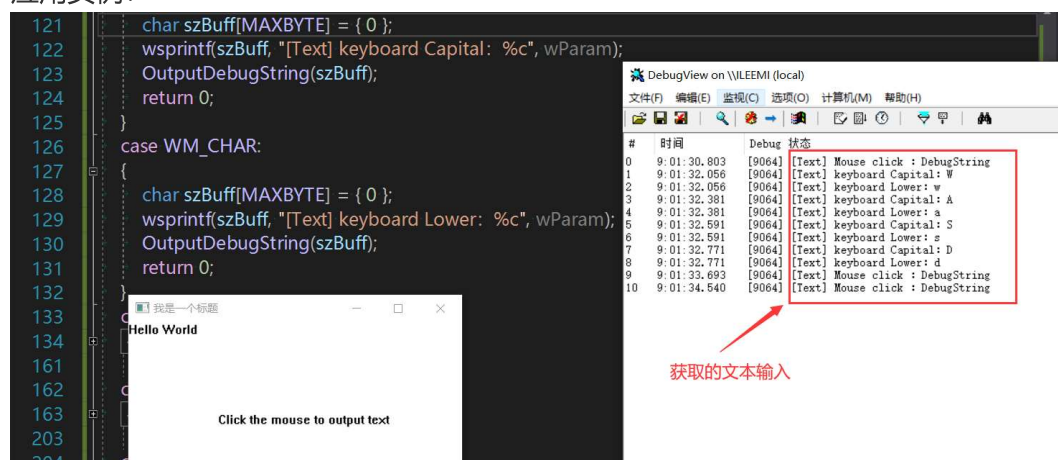 121 char szBuff[MAXBYTE] = { 0 };
122 wsprintf(szBuff, "[Text] keyboard Capital: %c", wParam);
123 OutputDebugString(szBuff);
124 return 0;
125 }
126 case WM_CHAR:
127 {
128 char szBuff[MAXBYTE] = { 0 };
129 wsprintf(szBuff, "[Text] keyboard Lower: %c", wParam);
130 OutputDebugString(szBuff);
131 return 0;
132 }
133 c
134
161
162 c
163
203
我是一个标题
Hello World
Click the mouse to output text
DebugView on \\ILEEMI (local)
文件(F) 编辑(E) 监视(C) 选项(O) 计算机(M) 帮助(H)
# 时间 Debug 状态
0 9:01:30.803 [9064] [Text] Mouse click : DebugString
1 9:01:32.056 [9064] [Text] keyboard Capital: W
2 9:01:32.056 [9064] [Text] keyboard Lower: w
3 9:01:32.381 [9064] [Text] keyboard Capital: A
4 9:01:32.381 [9064] [Text] keyboard Lower: a
5 9:01:32.591 [9064] [Text] keyboard Capital: S
6 9:01:32.591 [9064] [Text] keyboard Lower: s
7 9:01:32.771 [9064] [Text] keyboard Capital: D
8 9:01:32.771 [9064] [Text] keyboard Lower: d
9 9:01:33.693 [9064] [Text] Mouse click : DebugString
10 9:01:34.540 [9064] [Text] Mouse click : DebugString
获取的文本输入